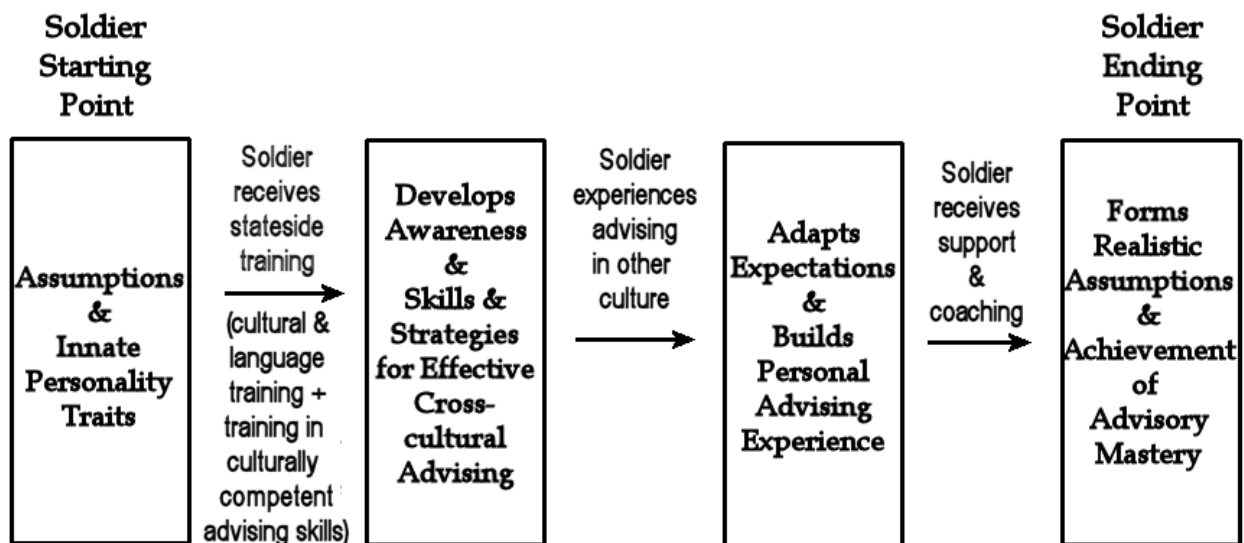 Soldier
Starting
Point
Assumptions
&
Innate
Personality
Traits
Soldier
receives
stateside
training
(cultural &
language
training +
training in
culturally
competent
advising skills)
Develops
Awareness
&
Skills &
Strategies
for Effective
Cross-
cultural
Advising
Soldier
experiences
advising
in other
culture
Adapts
Expectations
&
Builds
Personal
Advising
Experience
Soldier
receives
support
&
coaching
Soldier
Ending
Point
Forms
Realistic
Assumptions
&
Achievement
of
Advisory
Mastery